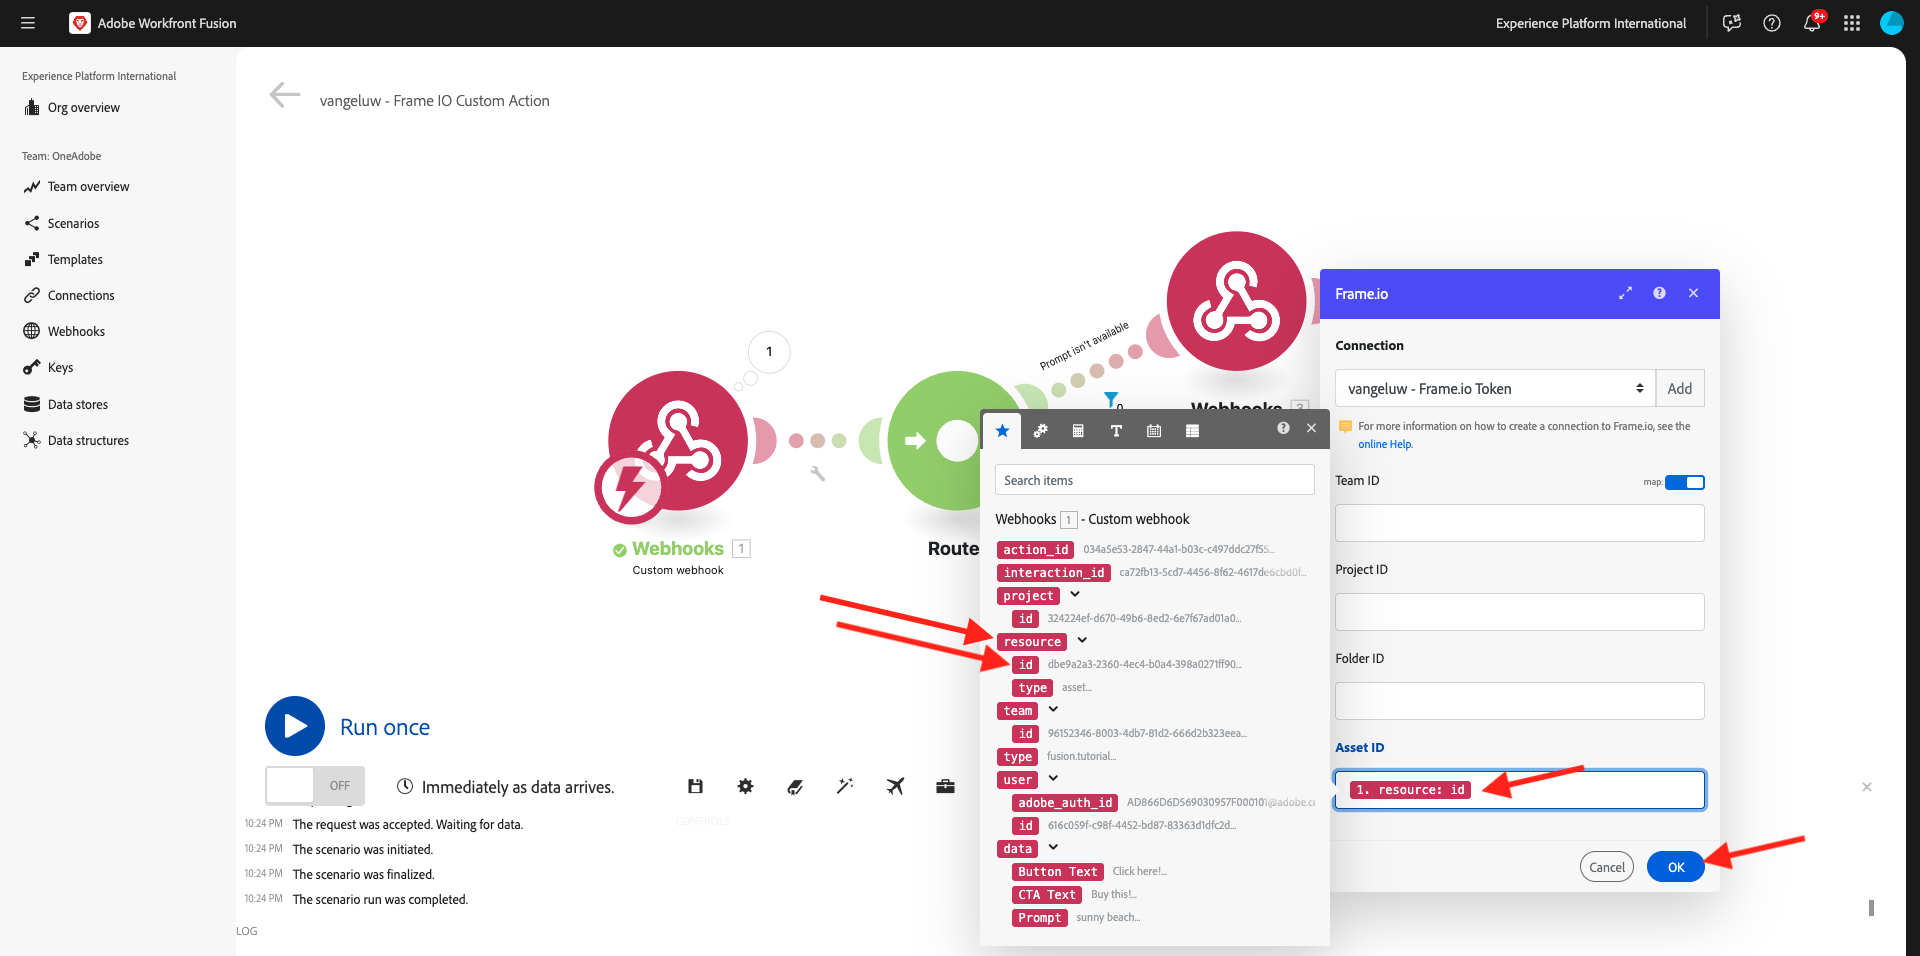 Adobe Workfront Fusion
Experience Platform International
9+
Experience Platform International
Org overview
Team: OneAdobe
Team overview
Scenarios
Templates
Connections
Webhooks
Keys
Data stores
Data structures
vangeluw - Frame IO Custom Action
1
Prompt isn't available
Webhooks 1
Custom webhook
Route
Webhooks 3
Frame.io
Connection
vangeluw - Frame.io Token
Add
For more information on how to create a connection to Frame.io, see the
online Help.
Team ID
map:
Project ID
Folder ID
Asset ID
1. resource: id
Cancel
OK
Search items
Webhooks 1 - Custom webhook
action_id 034a5e53-2847-44a1-b03c-c497ddc27f55...
interaction_id ca72fb13-5cd7-4456-8f62-4617de6cbd0f...
project
id 324224ef-d670-49b6-8ed2-6e7f67ad01a0...
resource
id dbe9a2a3-2360-4ec4-b0a4-398a0271ff90...
type asset...
team
id 96152346-8003-4db7-81d2-666d2b323eea...
type fusion.tutorial...
user
adobe_auth_id AD866D6D569030957F000101@adobe.co
id 616c059f-c98f-4452-bd87-83363d1dfc2d...
data
Button Text Click here!...
CTA Text Buy this!...
Prompt sunny beach...
Run once
OFF
Immediately as data arrives.
CONTROLS
10:24 PM The request was accepted. Waiting for data.
10:24 PM The scenario was initiated.
10:24 PM The scenario was finalized.
10:24 PM The scenario run was completed.
LOG